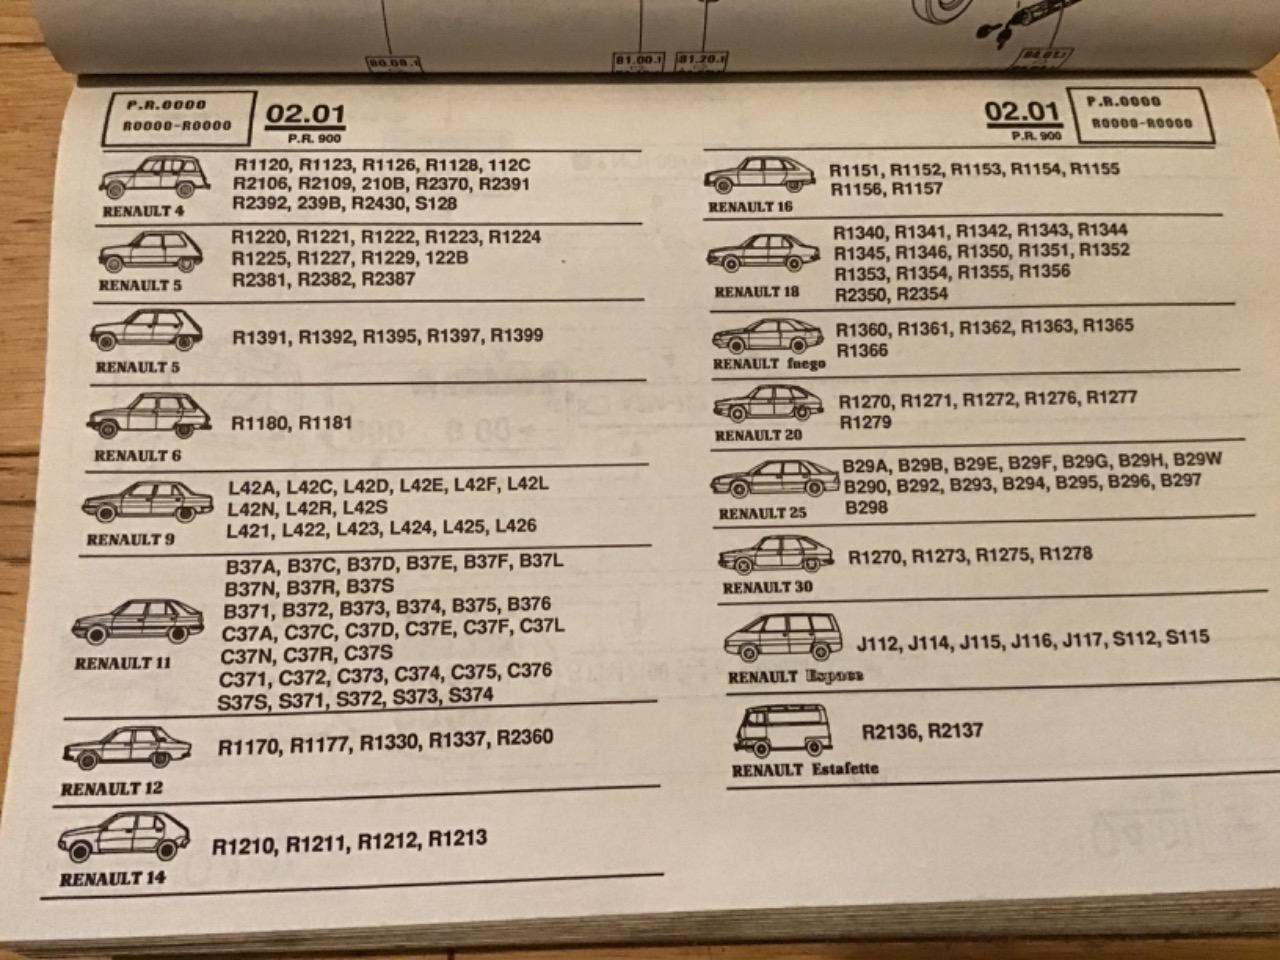 80.00.1
81.00.1
81.20.1
P.R.0000
R0000-R0000
02.01
P.R. 900
R1120, R1123, R1126, R1128, 112C
R2106, R2109, 210B, R2370, R2391
R2392, 239B, R2430, S128
RENAULT 4
R1220, R1221, R1222, R1223, R1224
R1225, R1227, R1229, 122B
R2381, R2382, R2387
RENAULT 5
R1391, R1392, R1395, R1397, R1399
RENAULT 5
R1180, R1181
RENAULT 6
L42A, L42C, L42D, L42E, L42F, L42L
L42N, L42R, L42S
L421, L422, L423, L424, L425, L426
RENAULT 9
B37A, B37C, B37D, B37E, B37F, B37L
B37N, B37R, B37S
B371, B372, B373, B374, B375, B376
C37A, C37C, C37D, C37E, C37F, C37L
C37N, C37R, C37S
C371, C372, C373, C374, C375, C376
S37S, S371, S372, S373, S374
RENAULT 11
R1170, R1177, R1330, R1337, R2360
RENAULT 12
R1210, R1211, R1212, R1213
RENAULT 14
02.01
P.R. 900
P.R.0000
R0000-R0000
R1151, R1152, R1153, R1154, R1155
R1156, R1157
RENAULT 16
R1340, R1341, R1342, R1343, R1344
R1345, R1346, R1350, R1351, R1352
R1353, R1354, R1355, R1356
R2350, R2354
RENAULT 18
R1360, R1361, R1362, R1363, R1365
R1366
RENAULT fuego
R1270, R1271, R1272, R1276, R1277
R1279
RENAULT 20
B29A, B29B, B29E, B29F, B29G, B29H, B29W
B290, B292, B293, B294, B295, B296, B297
B298
RENAULT 25
R1270, R1273, R1275, R1278
RENAULT 30
J112, J114, J115, J116, J117, S112, S115
RENAULT Espace
R2136, R2137
RENAULT Estafette